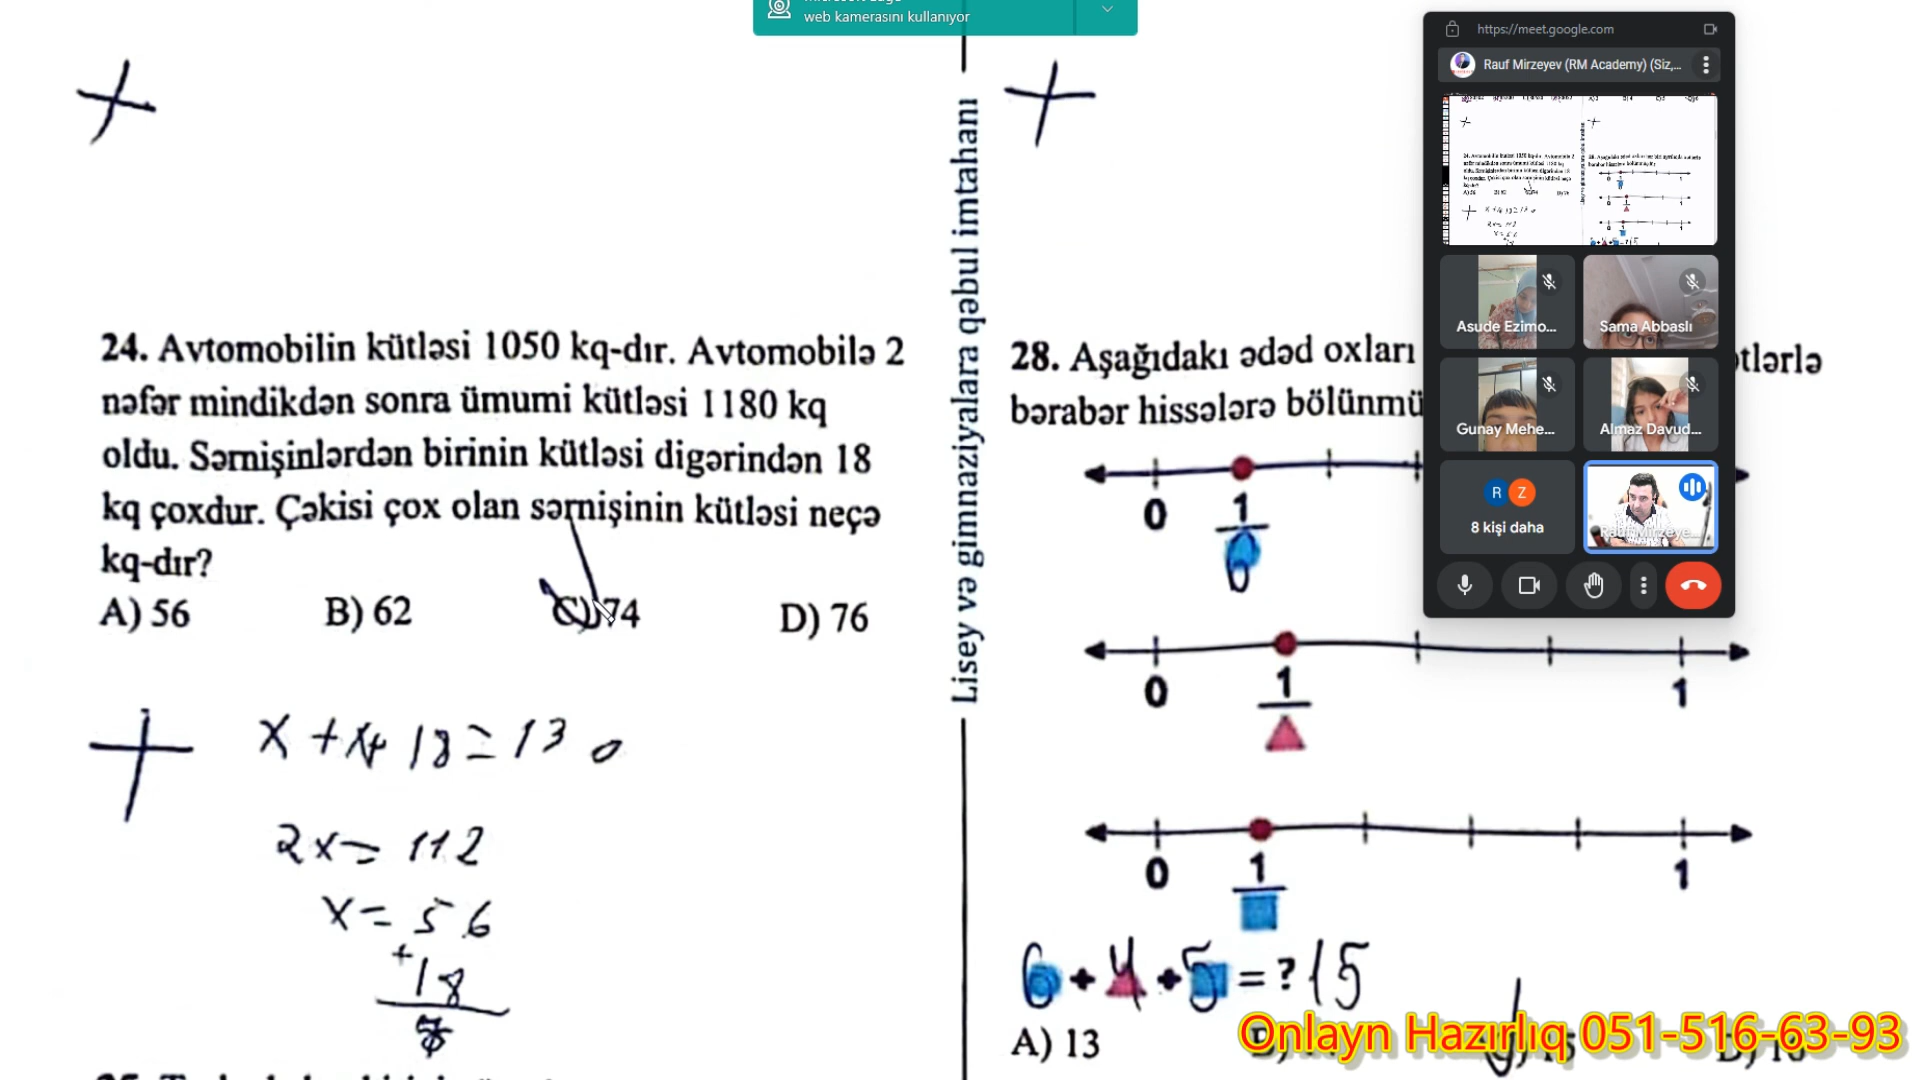 web kamerasını kullanıyor
24. Avtomobilin kütləsi 1050 kq-dır. Avtomobilə 2
nəfər mindikdən sonra ümumi kütləsi 1180 kq
oldu. Sərnişinlərdən birinin kütləsi digərindən 18
kq çoxdur. Çəkisi çox olan sərnişinin kütləsi neçə
kq-dır?
A) 56 B) 62 C) 74 D) 76
x + x + 18 = 130
2x = 112
x = 56
+
18
Lisey və gimnaziyalara qəbul imtahanı
28. Aşağıdakı ədəd oxları
bərabər hissələrə bölünmü
0 1
6
0 1 1
0 1 1
6 + 4 + 5 = ? 15
A) 13
Onlayn Hazırlıq 051-516-63-93
https://meet.google.com
Rauf Mirzeyev (RM Academy) (Siz,...
Asude Ezimo...
Sama Abbaslı
Gunay Mehe...
Almaz Davud...
R Z
8 kişi daha
Rauf Mirzeye...